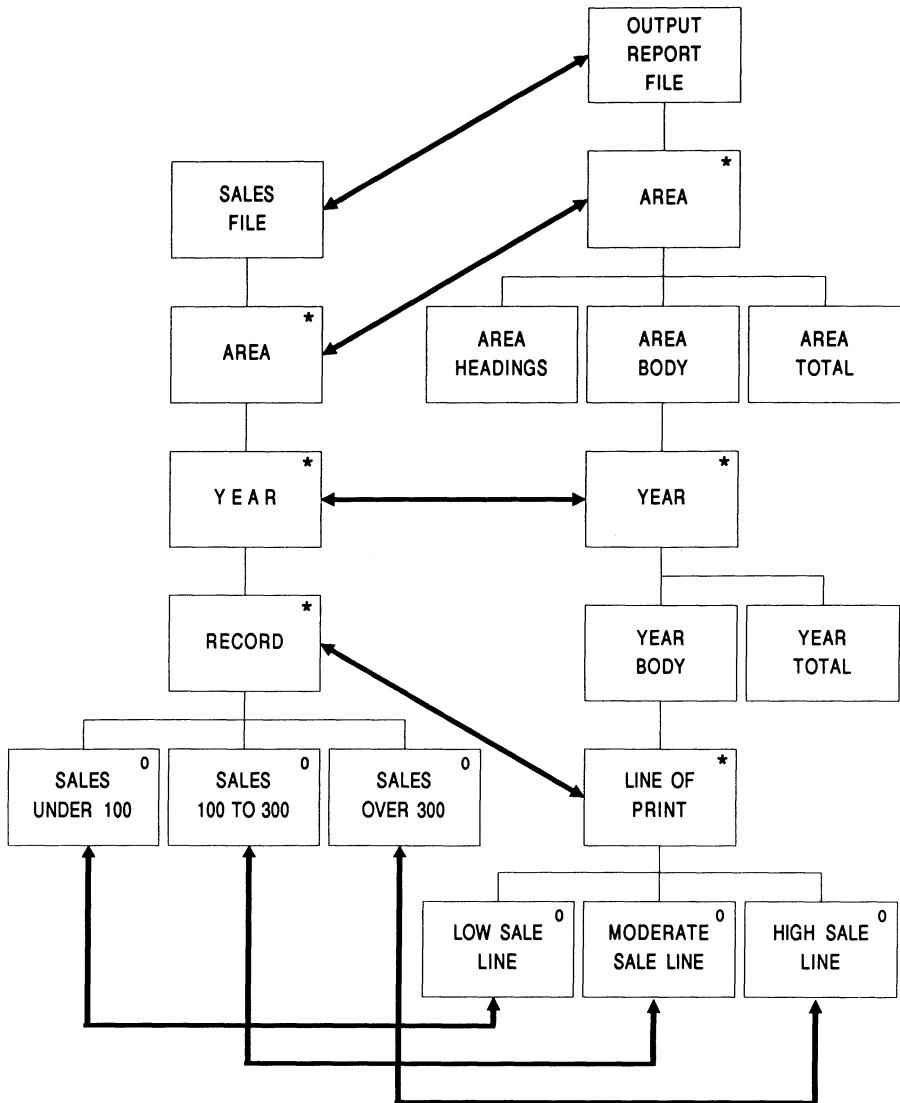 OUTPUT
REPORT
FILE
SALES
FILE
*
AREA
*
AREA
AREA
HEADINGS
AREA
BODY
AREA
TOTAL
*
YEAR
*
YEAR
*
RECORD
YEAR
BODY
YEAR
TOTAL
0
SALES
UNDER 100
0
SALES
100 TO 300
0
SALES
OVER 300
*
LINE OF
PRINT
0
LOW SALE
LINE
0
MODERATE
SALE LINE
0
HIGH SALE
LINE